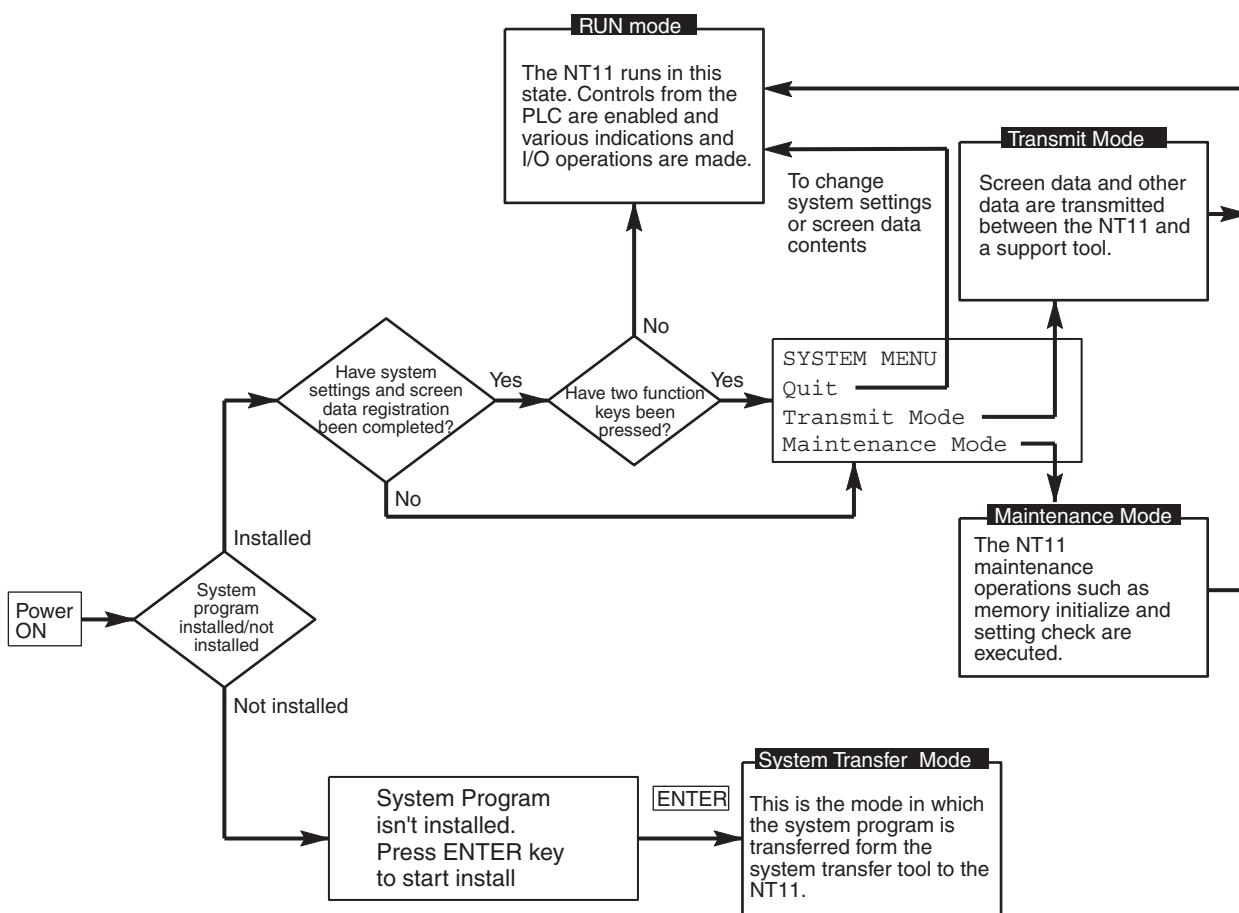 RUN mode
The NT11 runs in this
state. Controls from the
PLC are enabled and
various indications and
I/O operations are made.
Transmit Mode
Screen data and other
data are transmitted
between the NT11 and
a support tool.
To change
system settings
or screen data
contents
No
Have system
settings and screen
data registration
been completed?
Yes
Have two function
keys been
pressed?
Yes
SYSTEM MENU
Quit
Transmit Mode
Maintenance Mode
No
Installed
Maintenance Mode
The NT11
maintenance
operations such as
memory initialize and
setting check are
executed.
Power
ON
System
program
installed/not
installed
Not installed
System Program
isn't installed.
Press ENTER key
to start install
ENTER
System Transfer Mode
This is the mode in which
the system program is
transferred form the
system transfer tool to the
NT11.